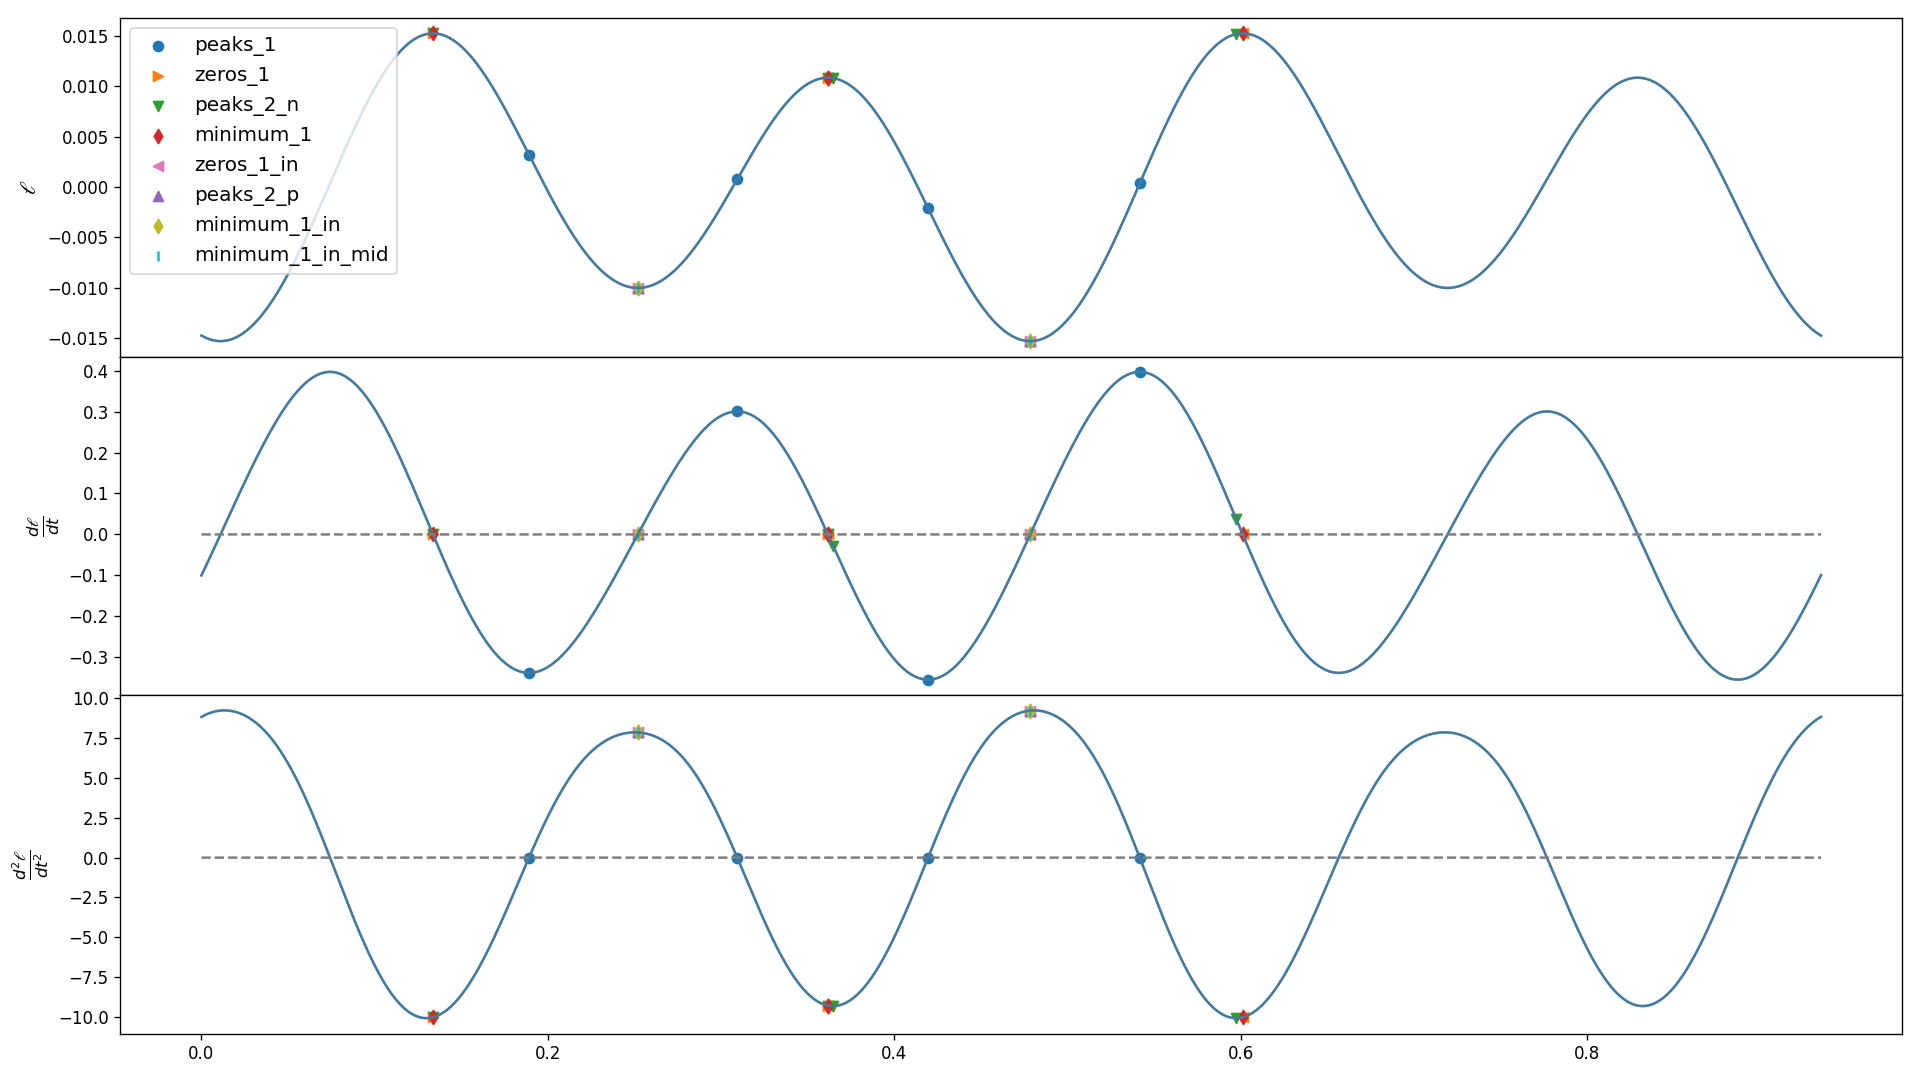 0.015
0.010
0.005
0.000
−0.005
−0.010
−0.015
ℓ
peaks_1
zeros_1
peaks_2_n
minimum_1
zeros_1_in
peaks_2_p
minimum_1_in
minimum_1_in_mid
0.4
0.3
0.2
0.1
0.0
−0.1
−0.2
−0.3
dℓ/dt
10.0
7.5
5.0
2.5
0.0
−2.5
−5.0
−7.5
−10.0
d²ℓ/dt²
0.0 0.2 0.4 0.6 0.8